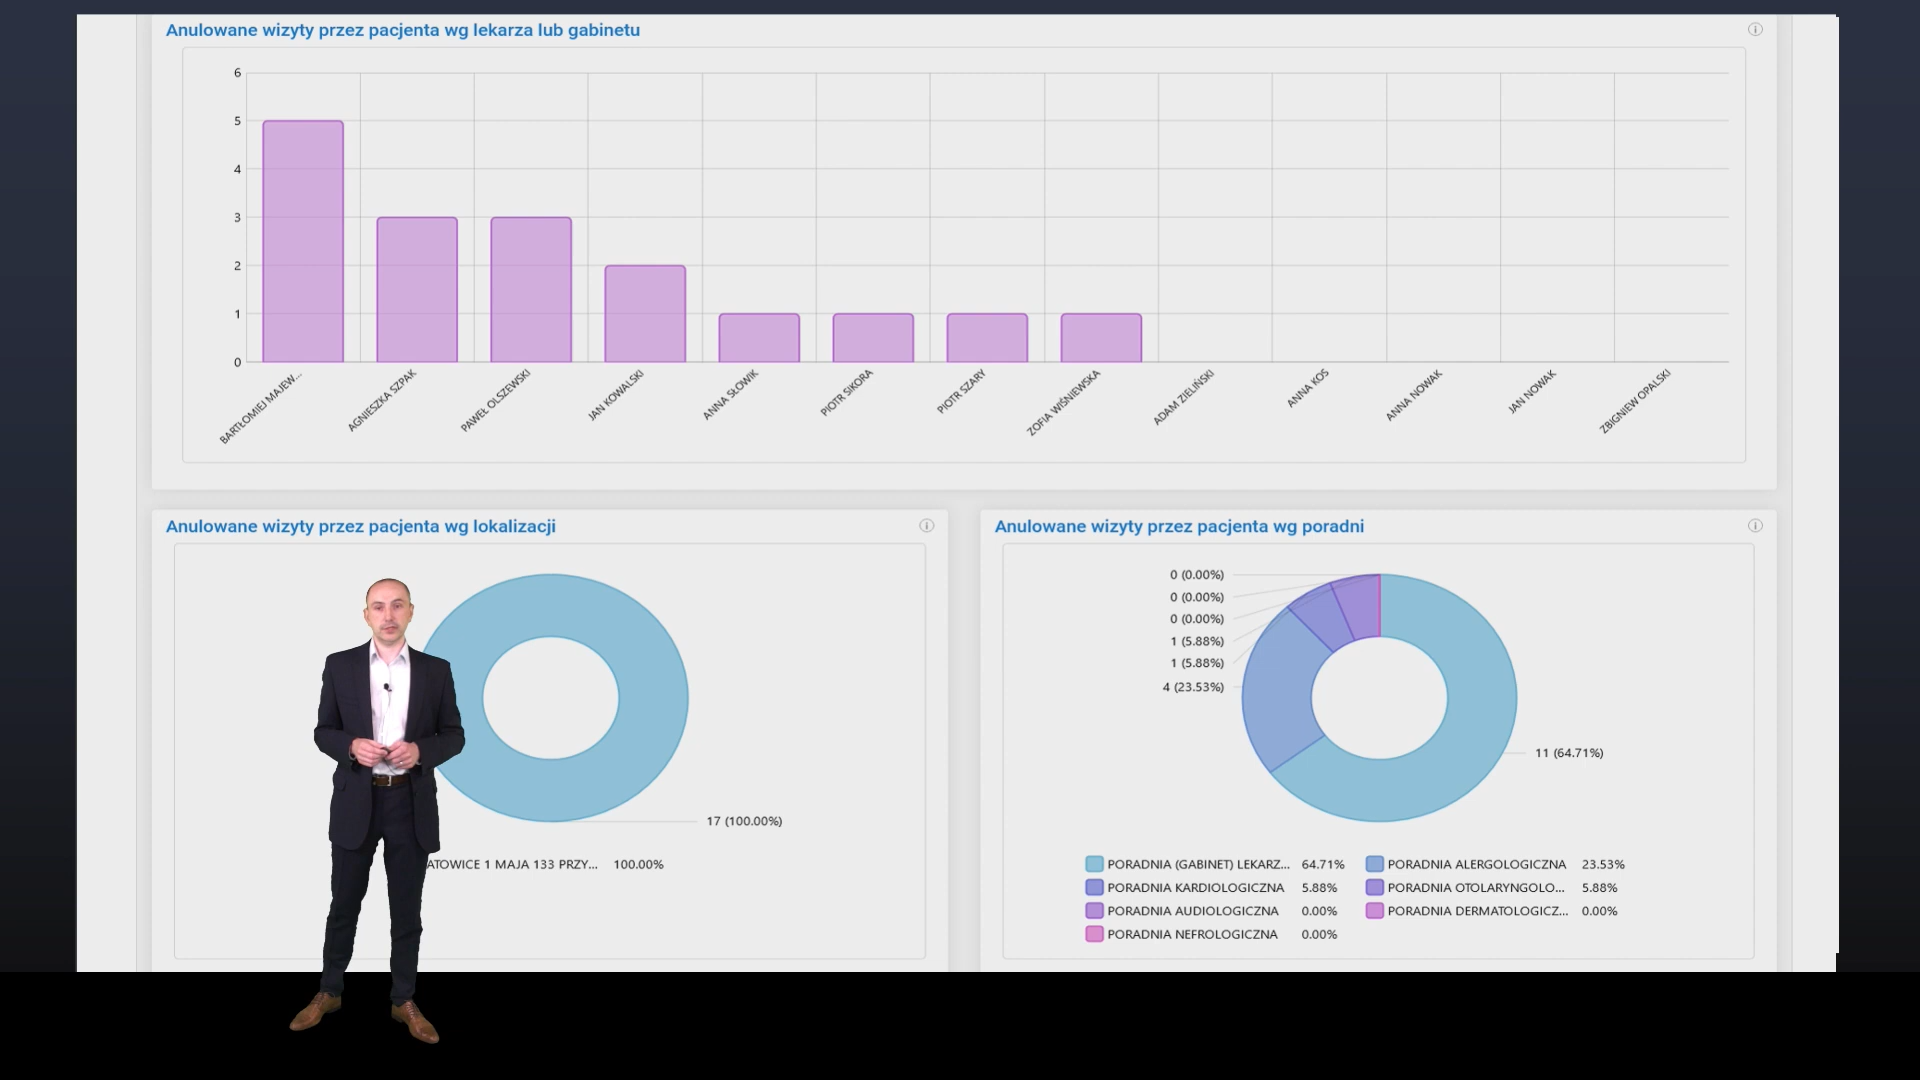 Anulowane wizyty przez pacjenta wg lekarza lub gabinetu
6
5
4
3
2
1
0
BARTŁOMIEJ MAJEW...
AGNIESZKA SZPAK
PAWEŁ OLSZEWSKI
JAN KOWALSKI
ANNA SŁOWIK
PIOTR SIKORA
PIOTR SZARY
ZOFIA WIŚNIEWSKA
ADAM ZIELIŃSKI
ANNA KOS
ANNA NOWAK
JAN NOWAK
ZBIGNIEW OPALSKI
Anulowane wizyty przez pacjenta wg lokalizacji
17 (100.00%)
ATOWICE 1 MAJA 133 PRZY... 100.00%
Anulowane wizyty przez pacjenta wg poradni
0 (0.00%)
0 (0.00%)
0 (0.00%)
1 (5.88%)
1 (5.88%)
4 (23.53%)
11 (64.71%)
PORADNIA (GABINET) LEKARZ... 64.71% PORADNIA ALERGOLOGICZNA 23.53%
PORADNIA KARDIOLOGICZNA 5.88% PORADNIA OTOLARYNGOLO... 5.88%
PORADNIA AUDIOLOGICZNA 0.00% PORADNIA DERMATOLOGICZ... 0.00%
PORADNIA NEFROLOGICZNA 0.00%